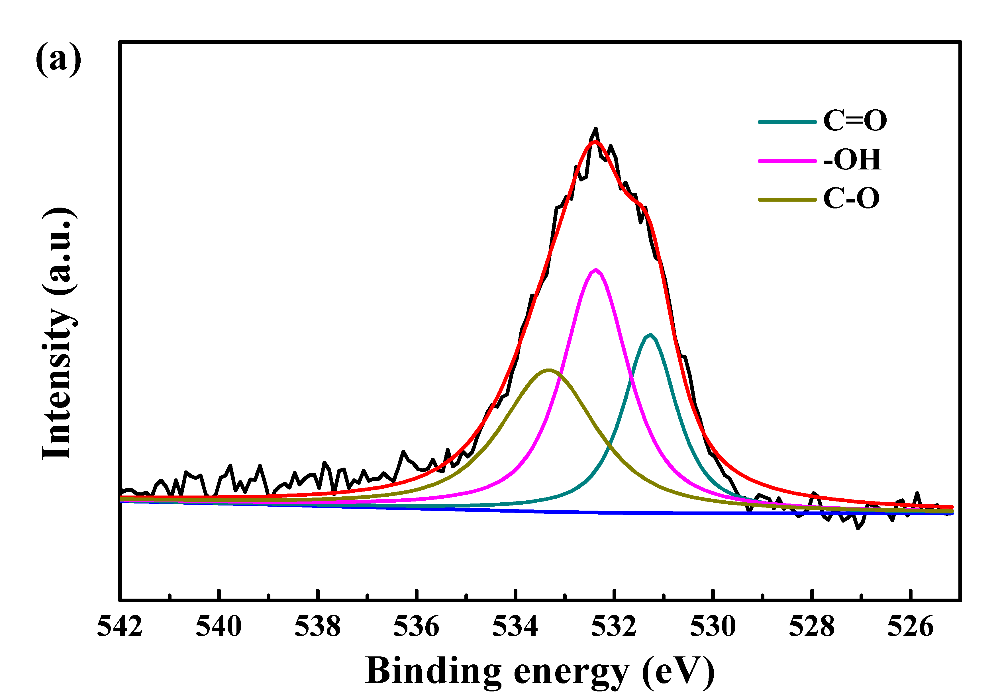 (a)
C=O
-OH
C-O
Intensity (a.u.)
542 540 538 536 534 532 530 528 526
Binding energy (eV)